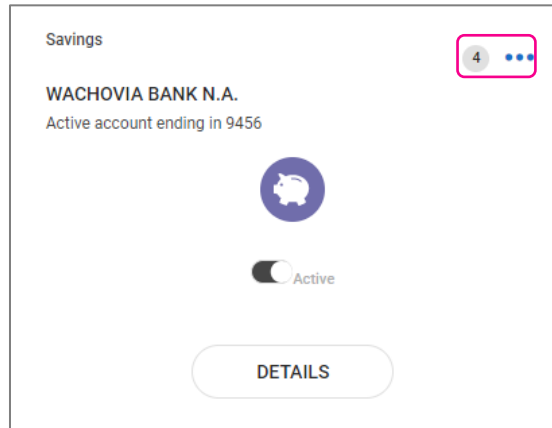 Savings
4 •••
WACHOVIA BANK N.A.
Active account ending in 9456
Active
DETAILS